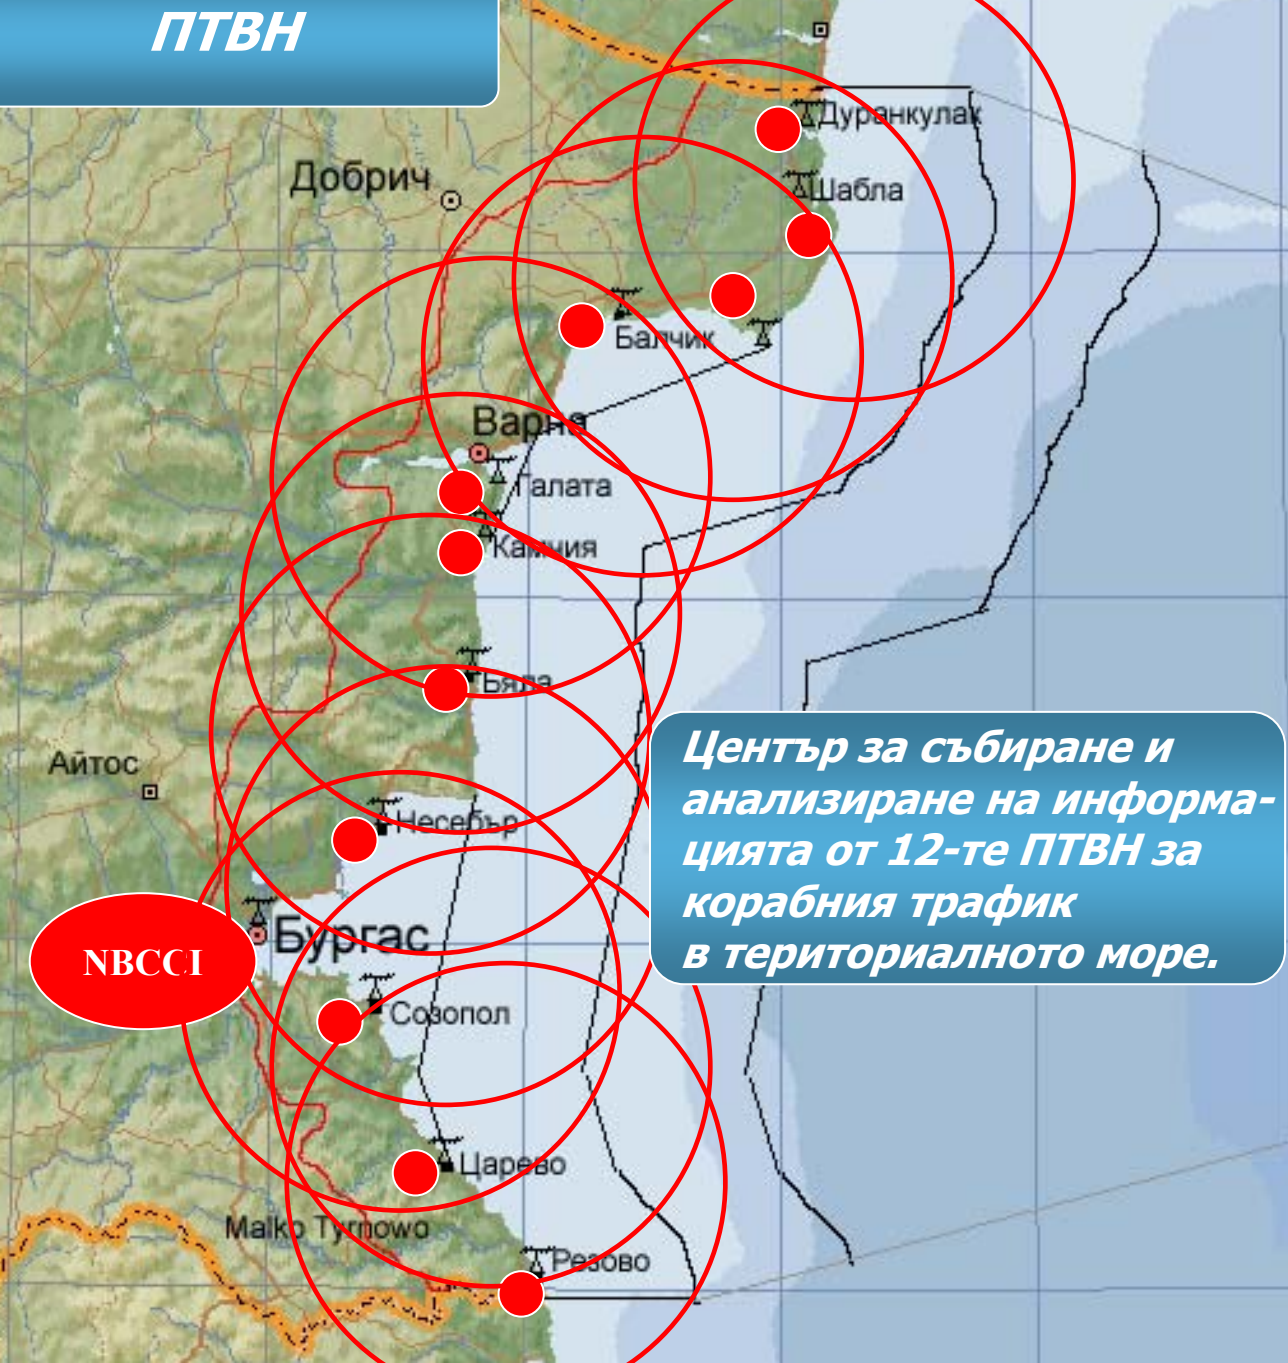 ПТВН
Дуранкулак
Добрич
Шабла
Балчик
Варна
Галата
Камчия
Бяла
Айтос
Несебър
Център за събиране и
анализиране на информа-
цията от 12-те ПТВН за
корабния трафик
в териториалното море.
Бургас
NBCCI
Созопол
Царево
Malko Tyrnowo
Резово